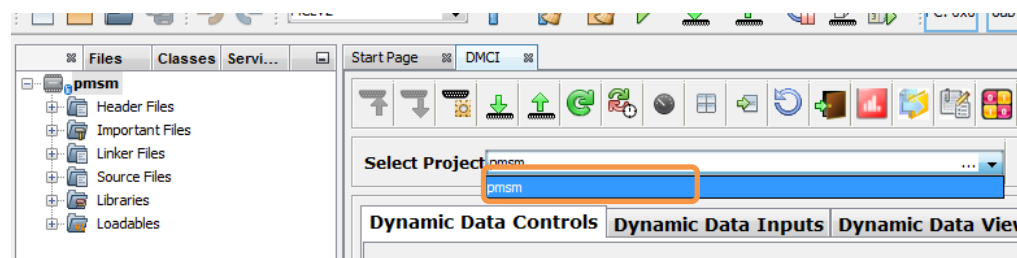 Files Classes Servi...
Start Page DMCI
pmsm
Header Files
Important Files
Linker Files
Source Files
Libraries
Loadables
Select Project pmsm ...
pmsm
Dynamic Data Controls Dynamic Data Inputs Dynamic Data View